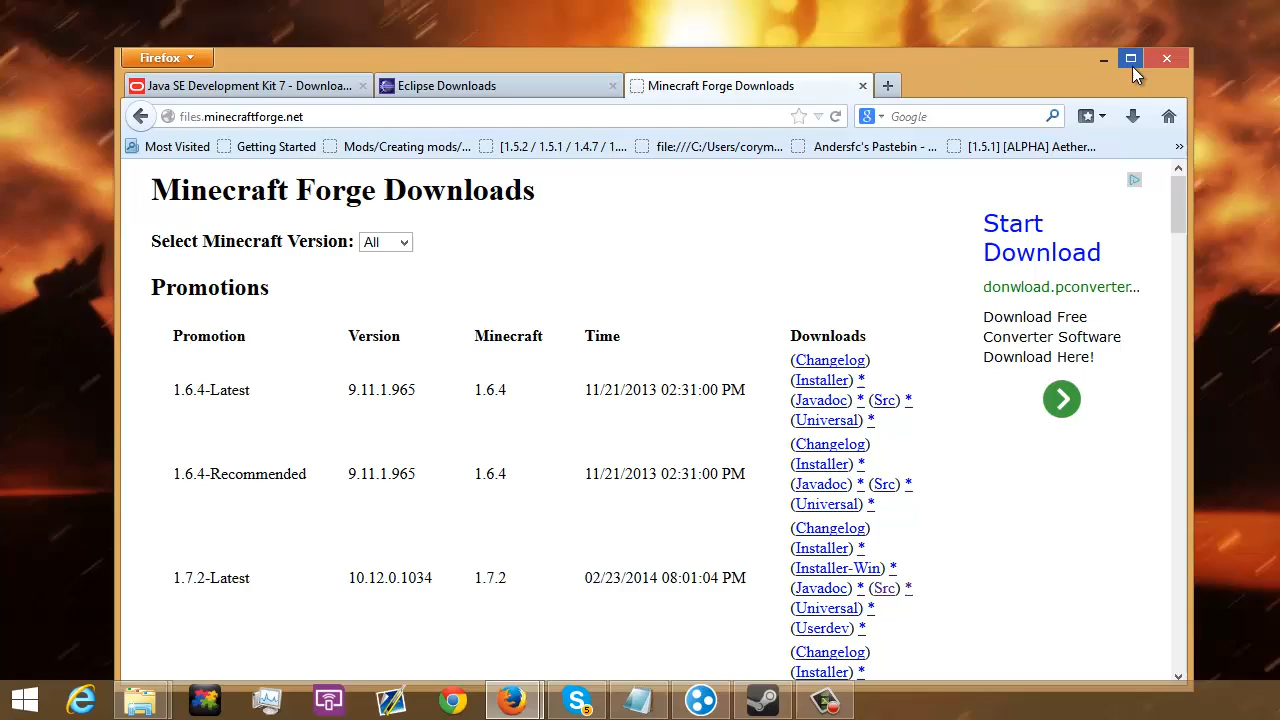 Firefox
Java SE Development Kit 7 - Downloa...
Eclipse Downloads
Minecraft Forge Downloads
files.minecraftforge.net
Google
Most Visited
Getting Started
Mods/Creating mods/...
[1.5.2 / 1.5.1 / 1.4.7 / 1....
file:///C:/Users/corym...
Andersfc's Pastebin - ...
[1.5.1] [ALPHA] Aether...
»
Minecraft Forge Downloads
Select Minecraft Version: All
Promotions
Promotion Version Minecraft Time Downloads
(Changelog)
(Installer) *
1.6.4-Latest 9.11.1.965 1.6.4 11/21/2013 02:31:00 PM
(Javadoc) * (Src) *
(Universal) *
(Changelog)
(Installer) *
1.6.4-Recommended 9.11.1.965 1.6.4 11/21/2013 02:31:00 PM
(Javadoc) * (Src) *
(Universal) *
(Changelog)
(Installer) *
(Installer-Win) *
1.7.2-Latest 10.12.0.1034 1.7.2 02/23/2014 08:01:04 PM
(Javadoc) * (Src) *
(Universal) *
(Userdev) *
(Changelog)
(Installer) *
Start
Download
donwload.pconverter...
Download Free
Converter Software
Download Here!
5